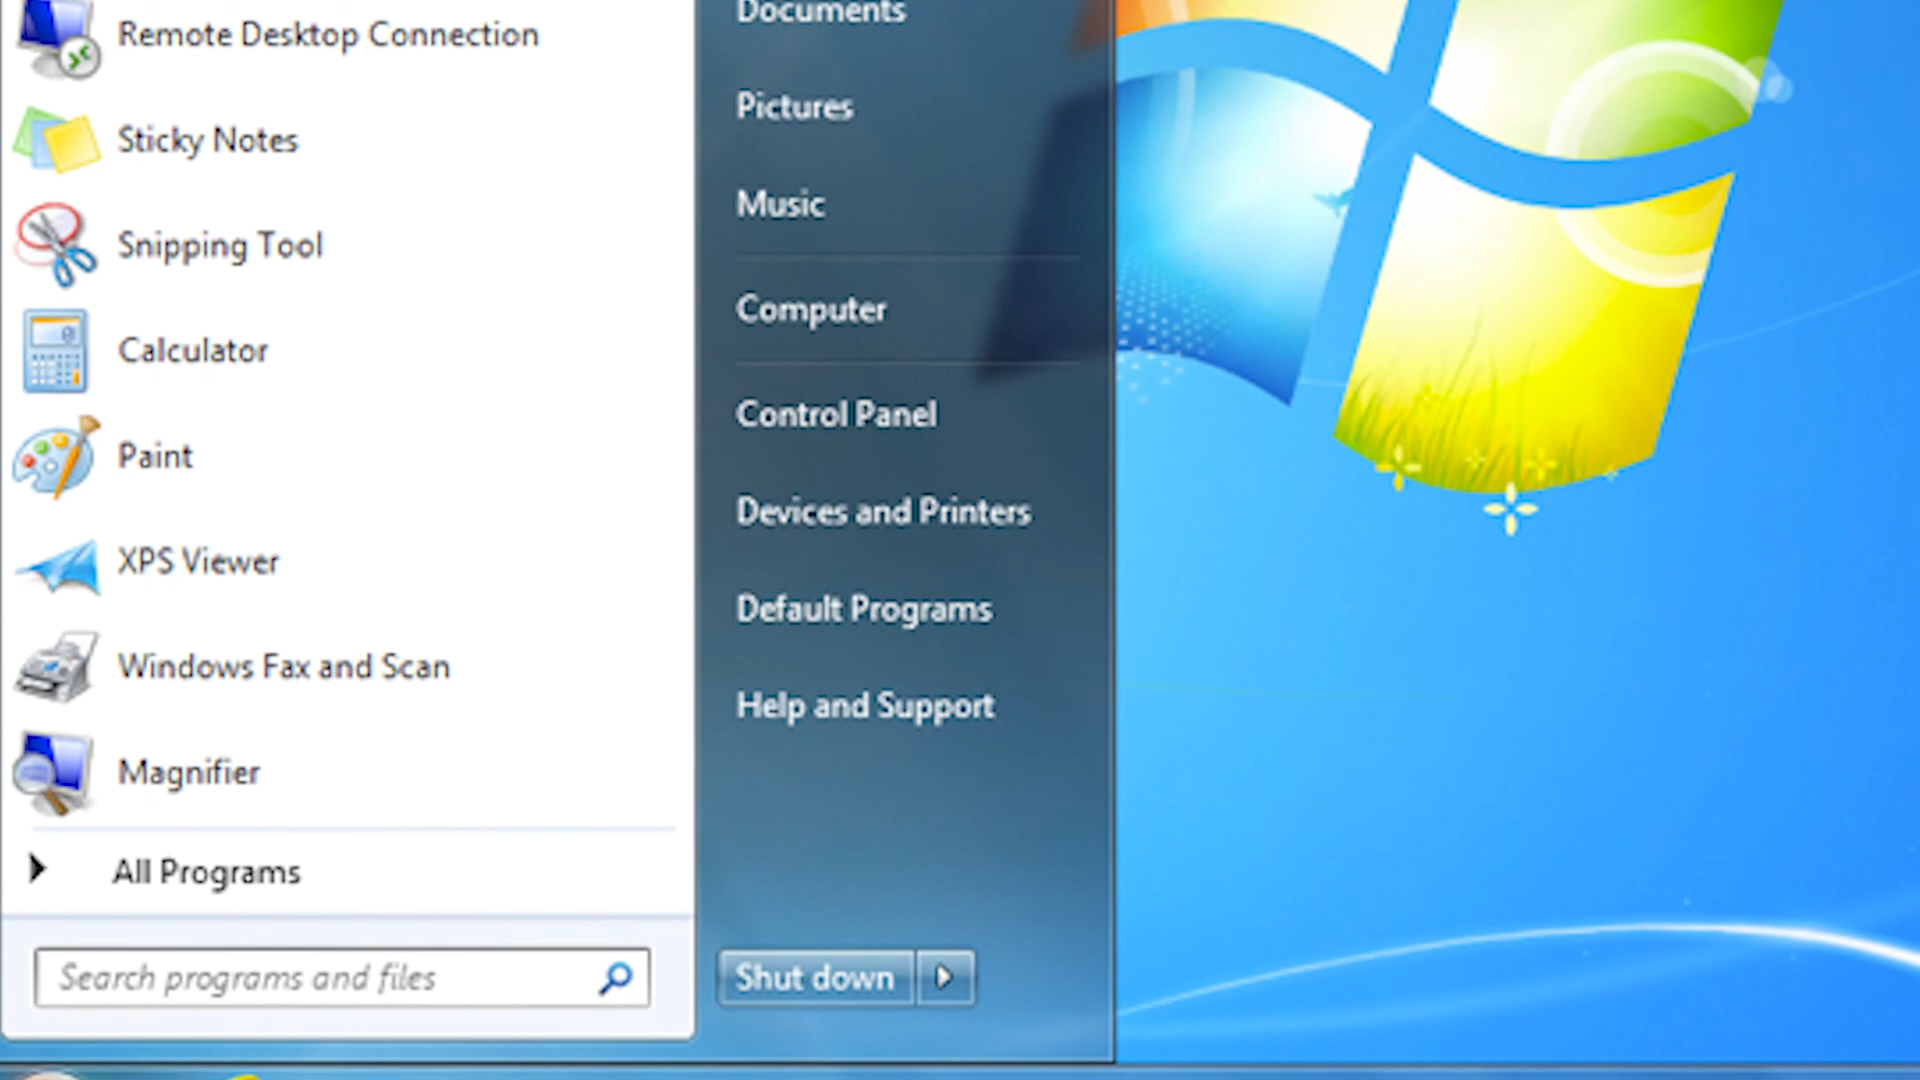 Remote Desktop Connection
Sticky Notes
Snipping Tool
Calculator
Paint
XPS Viewer
Windows Fax and Scan
Magnifier
All Programs
Search programs and files
Documents
Pictures
Music
Computer
Control Panel
Devices and Printers
Default Programs
Help and Support
Shut down